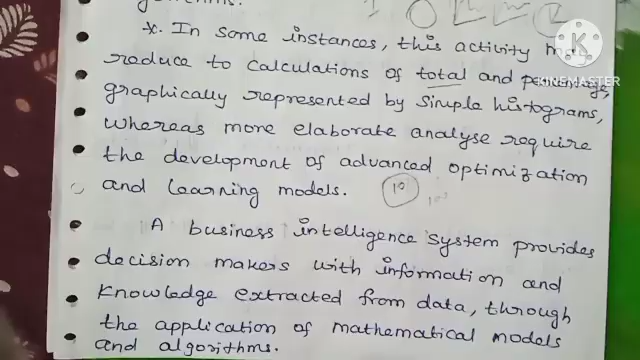 *. In some instances, this activity may
reduce to calculations of total and percentage,
graphically represented by simple histograms,
whereas more elaborate analyse require
the development of advanced optimization
and learning models. 10
A business intelligence system provides
decision makers with information and
knowledge extracted from data, through
the application of mathematical models
and algorithms.
KINEMASTER